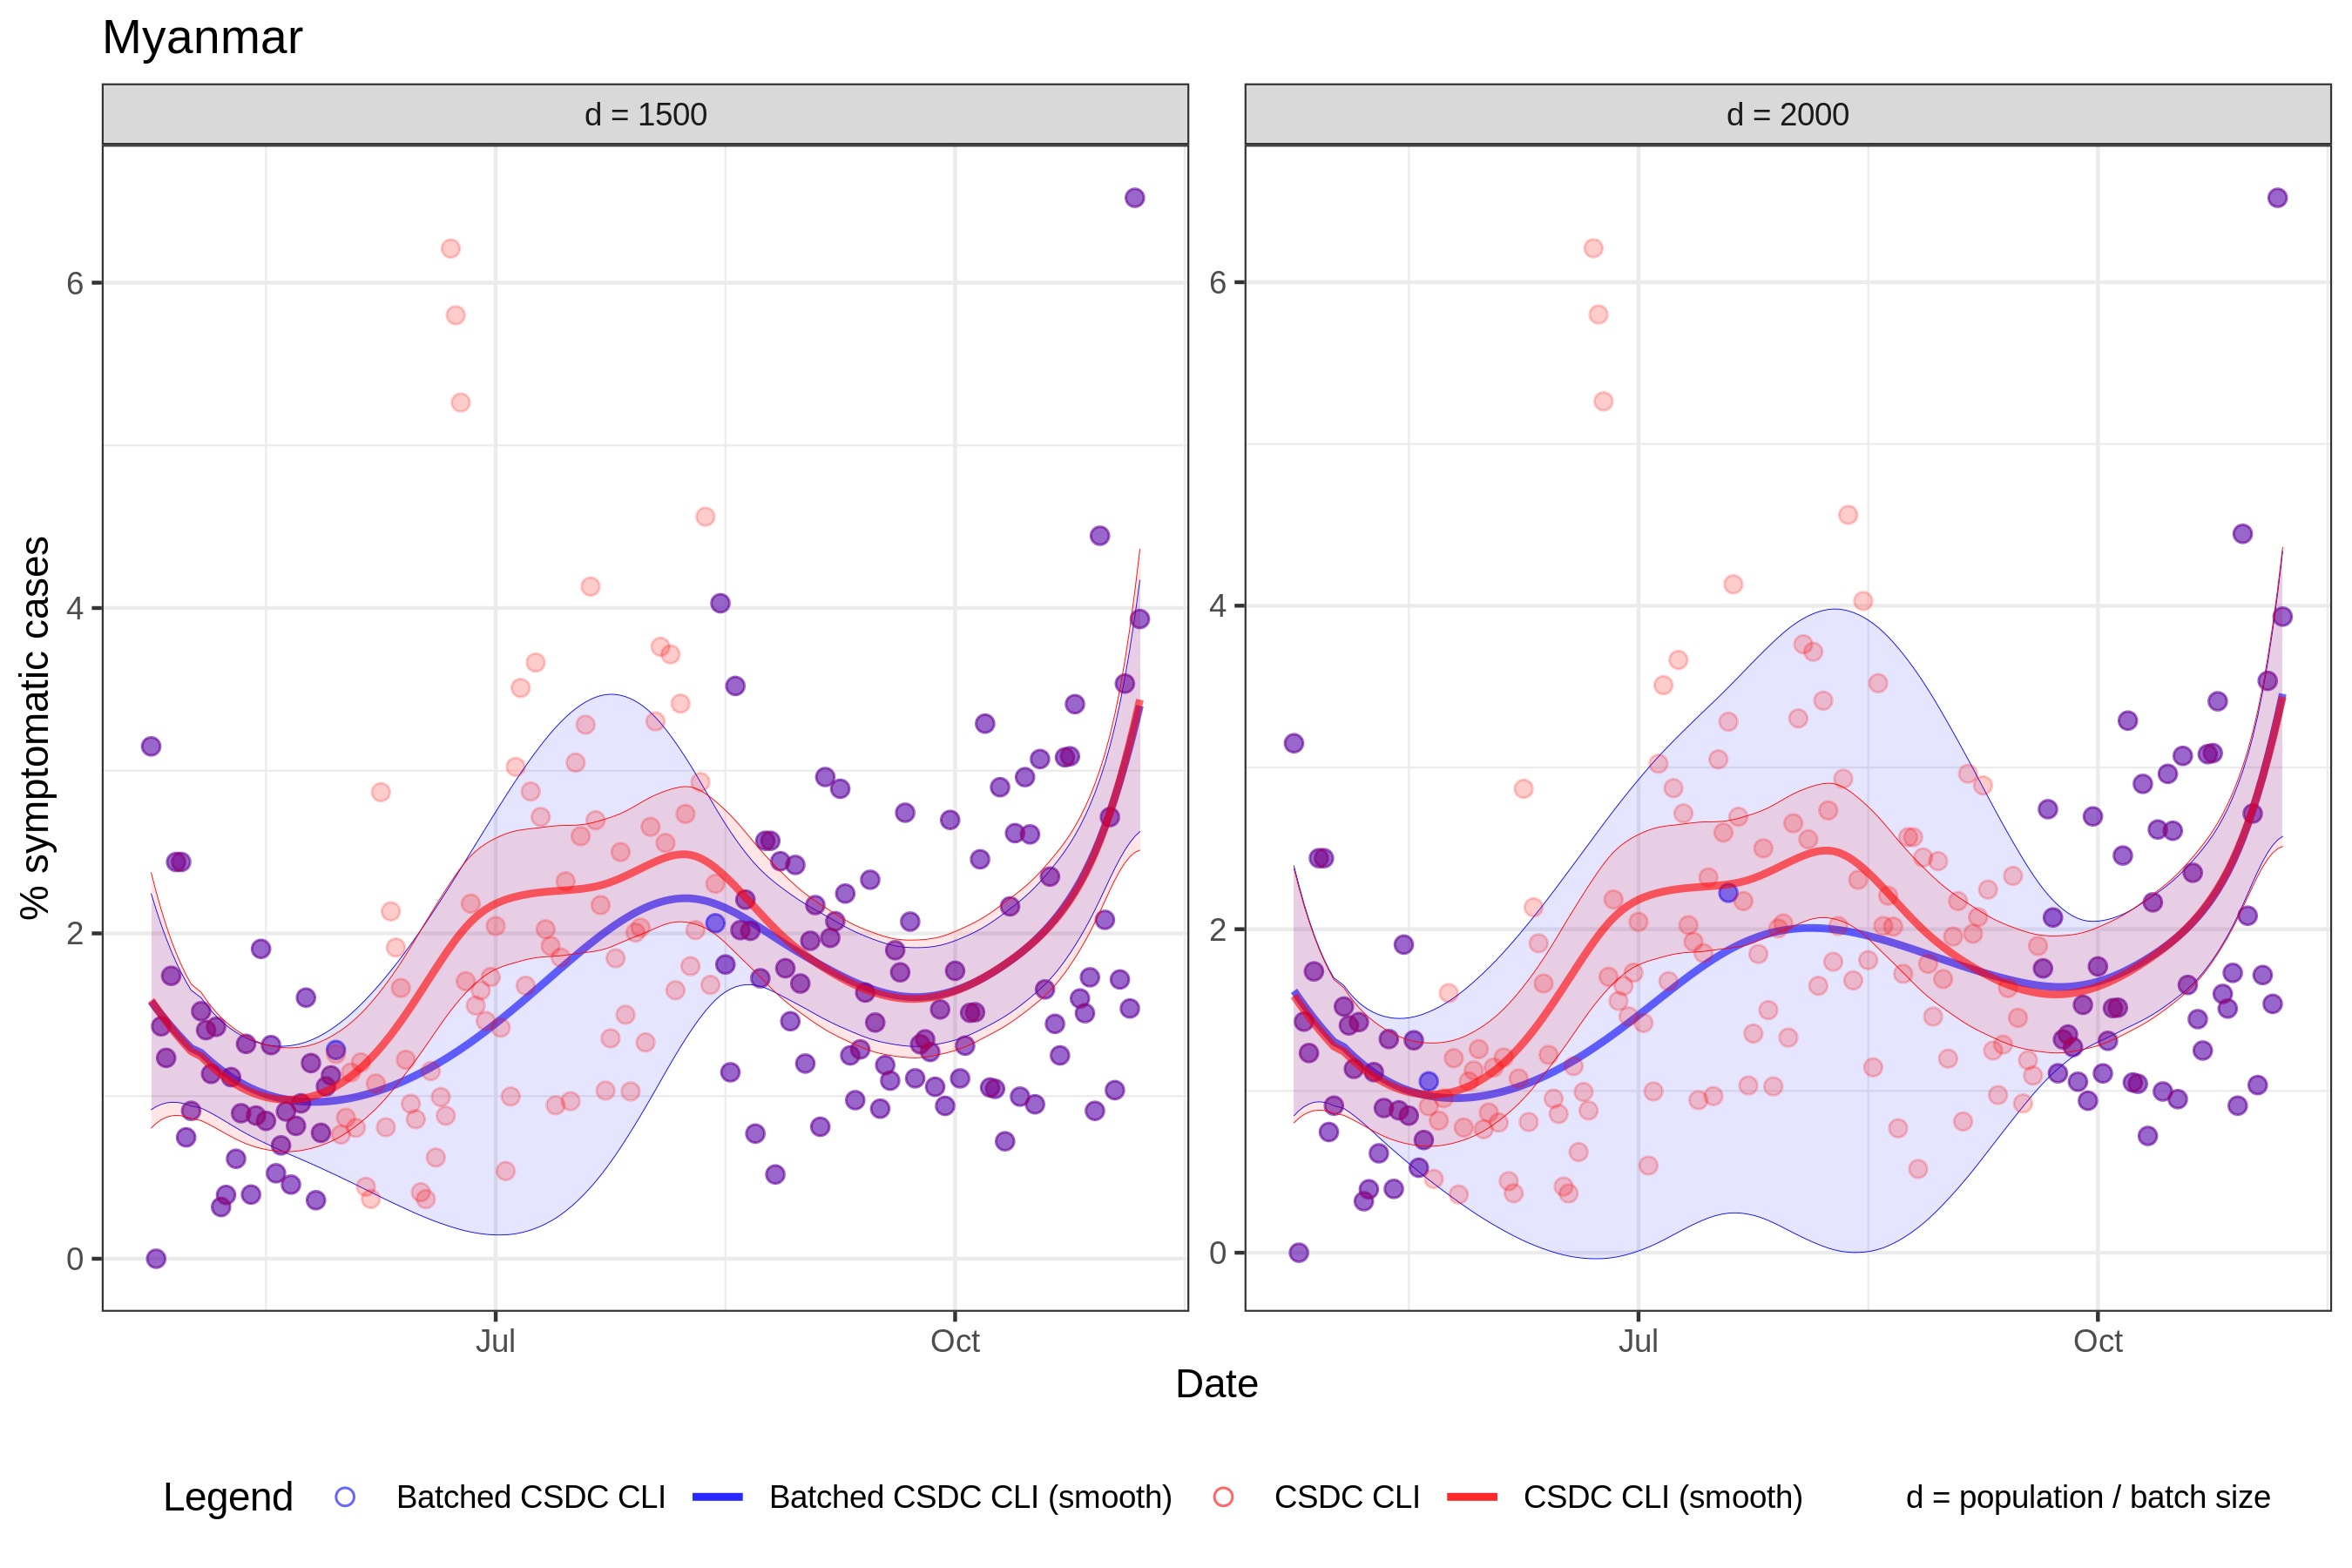 Myanmar
d = 1500
d = 2000
% symptomatic cases
6
4
2
0
6
4
2
0
Jul
Oct
Jul
Oct
Date
Legend
Batched CSDC CLI
Batched CSDC CLI (smooth)
CSDC CLI
CSDC CLI (smooth)
d = population / batch size